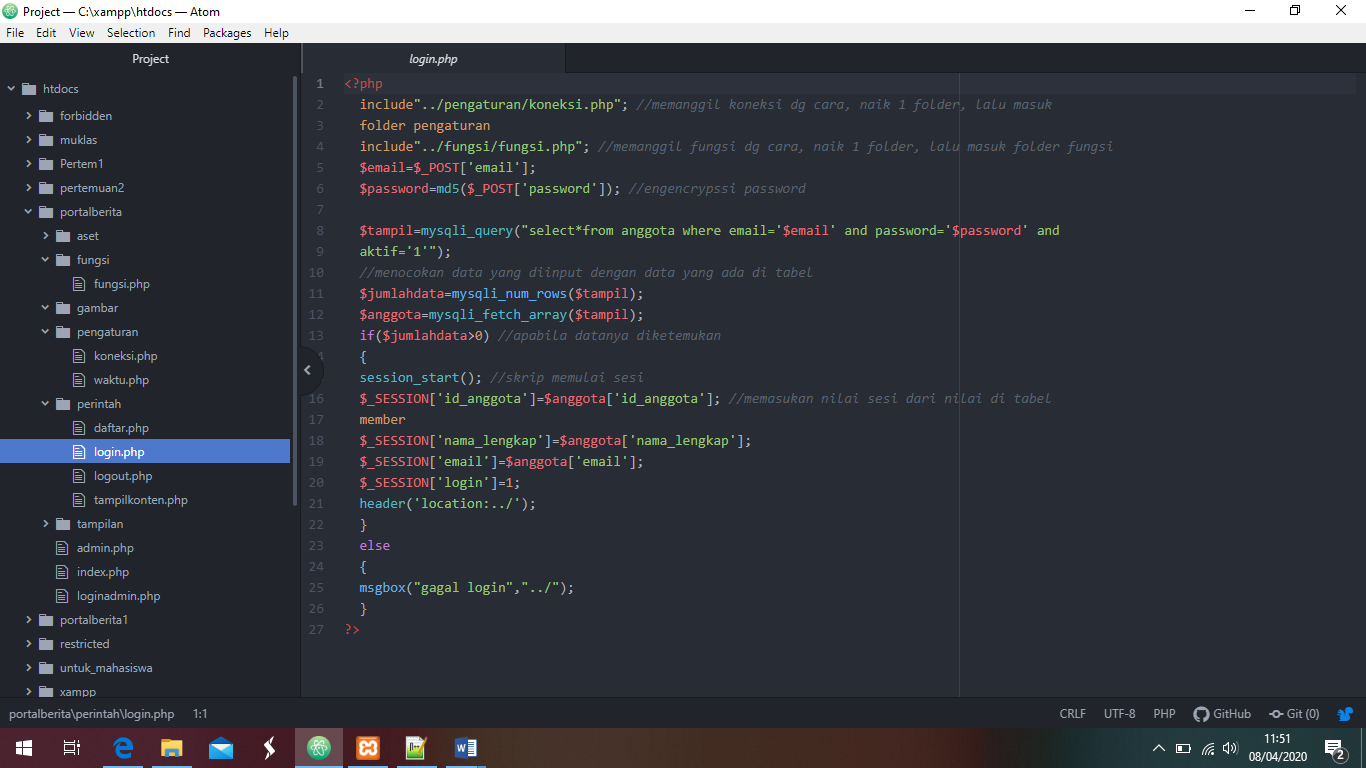 Project — C:\xampp\htdocs — Atom
File Edit View Selection Find Packages Help
Project
htdocs
forbidden
muklas
Pertem1
pertemuan2
portalberita
aset
fungsi
fungsi.php
gambar
pengaturan
koneksi.php
waktu.php
perintah
daftar.php
login.php
logout.php
tampilkonten.php
tampilan
admin.php
index.php
loginadmin.php
portalberita1
restricted
untuk_mahasiswa
xampp
login.php
1 <?php
2 include"../pengaturan/koneksi.php"; //memanggil koneksi dg cara, naik 1 folder, lalu masuk
3 folder pengaturan
4 include"../fungsi/fungsi.php"; //memanggil fungsi dg cara, naik 1 folder, lalu masuk folder fungsi
5 $email=$_POST['email'];
6 $password=md5($_POST['password']); //engencrypssi password
7
8 $tampil=mysqli_query("select*from anggota where email='$email' and password='$password' and
9 aktif='1'");
10 //menocokan data yang diinput dengan data yang ada di tabel
11 $jumlahdata=mysqli_num_rows($tampil);
12 $anggota=mysqli_fetch_array($tampil);
13 if($jumlahdata>0) //apabila datanya diketemukan
{
session_start(); //skrip memulai sesi
16 $_SESSION['id_anggota']=$anggota['id_anggota']; //memasukan nilai sesi dari nilai di tabel
17 member
18 $_SESSION['nama_lengkap']=$anggota['nama_lengkap'];
19 $_SESSION['email']=$anggota['email'];
20 $_SESSION['login']=1;
21 header('location:../');
22 }
23 else
24 {
25 msgbox("gagal login","../");
26 }
27 ?>
portalberita\perintah\login.php 1:1
CRLF UTF-8 PHP GitHub Git (0)
11:51
08/04/2020
2